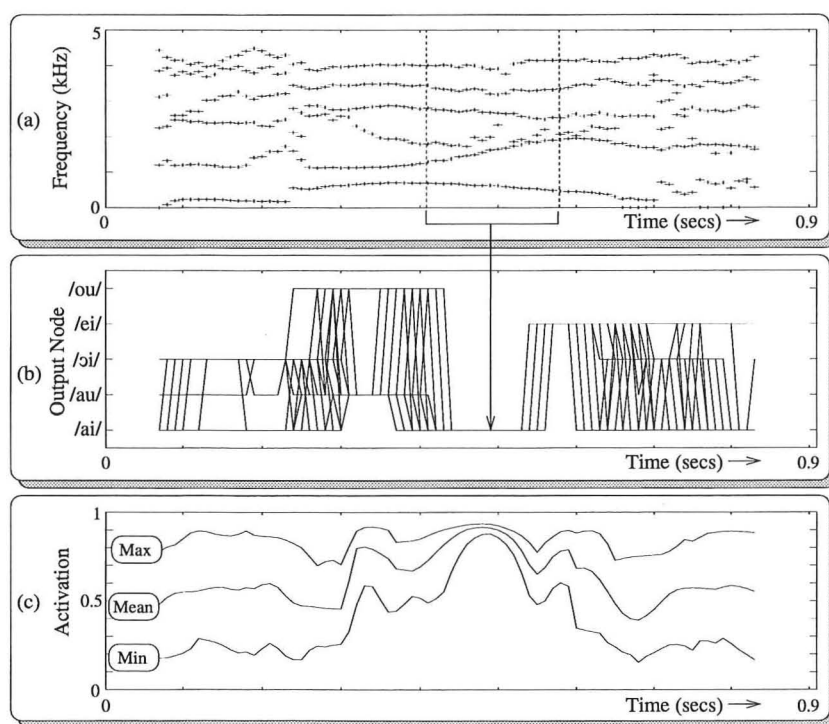 (a)
Frequency (kHz)
5
0
0
Time (secs)
0.9
(b)
Output Node
/ou/
/ei/
/ɔi/
/au/
/ai/
0
Time (secs)
0.9
(c)
Activation
1
0.5
0
Max
Mean
Min
0
Time (secs)
0.9